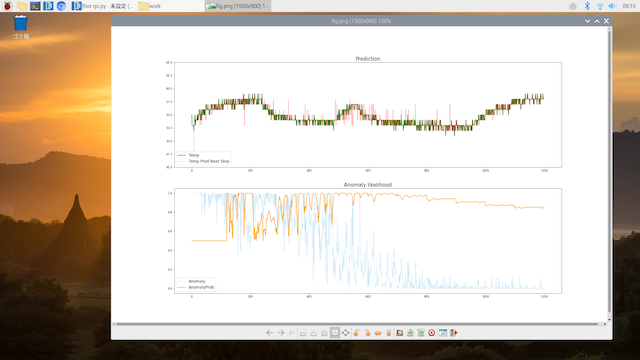 hot-rpi.py - 未設定 (...
work
fig.png (1500x600) 1...
09:15
fig.png (1500x600) 100%
ゴミ箱
Prediction
Temp
Temp Pred Next Step
0
200
400
600
800
1000
1200
Anomaly likelihood
1.0
0.8
0.6
0.4
0.2
0.0
Anomaly
AnomalyProb
0
200
400
600
800
1000
1200